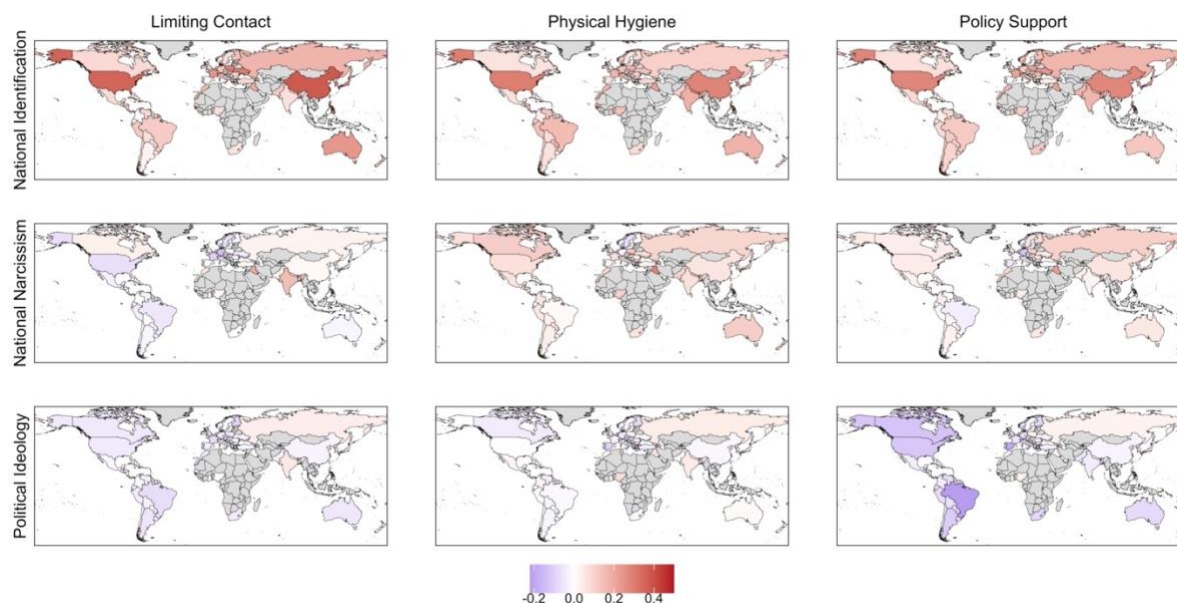 Limiting Contact
Physical Hygiene
Policy Support
National Identification
National Narcissism
Political Ideology
-0.2 0.0 0.2 0.4